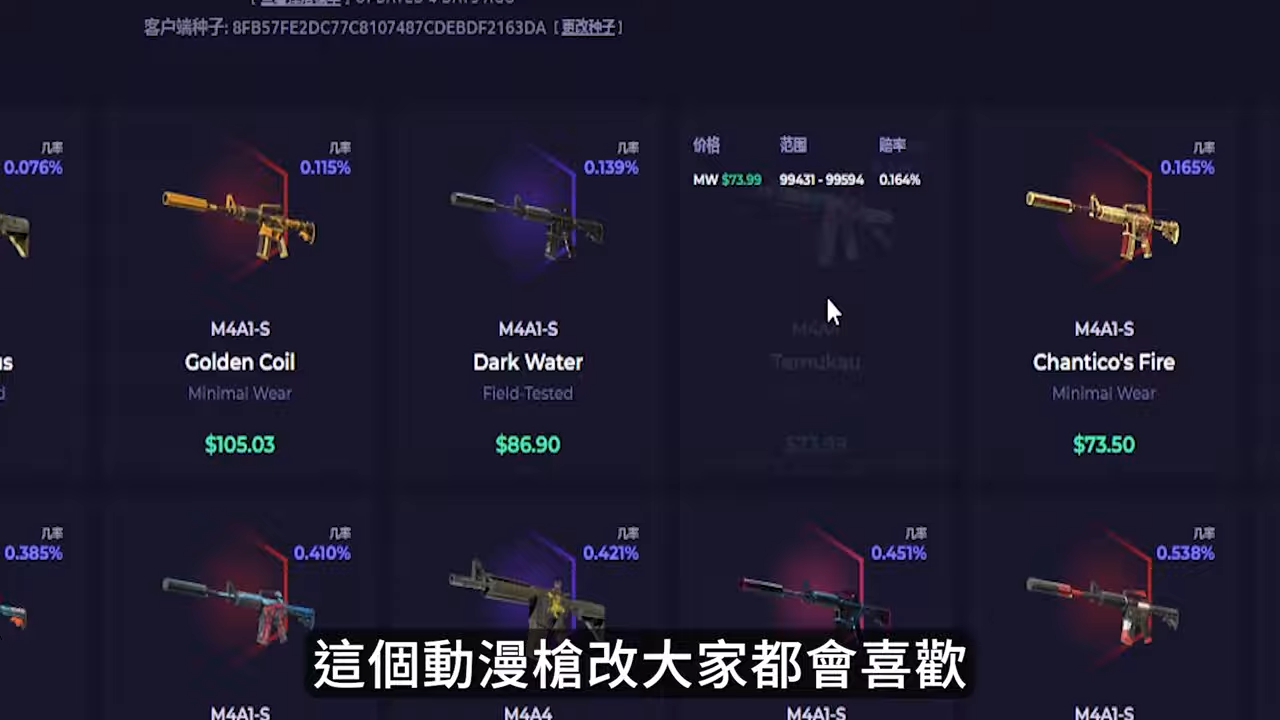 客户端种子: 8FB57FE2DC77C8107487CDEBDF2163DA [ 更改种子 ]
几率 几率 几率 价格 范围 赔率 几率
0.076% 0.115% 0.139% MW $73.99 99431 - 99594 0.164% 0.165%
M4A1-S M4A1-S M4A4 M4A1-S
Golden Coil Dark Water Temukau Chantico's Fire
Minimal Wear Field-Tested Minimal Wear
$105.03 $86.90 $73.99 $73.50
几率 几率 几率 几率 几率
0.385% 0.410% 0.421% 0.451% 0.538%
這個動漫槍改大家都會喜歡
M4A1-S M4A4 M4A1-S M4A1-S